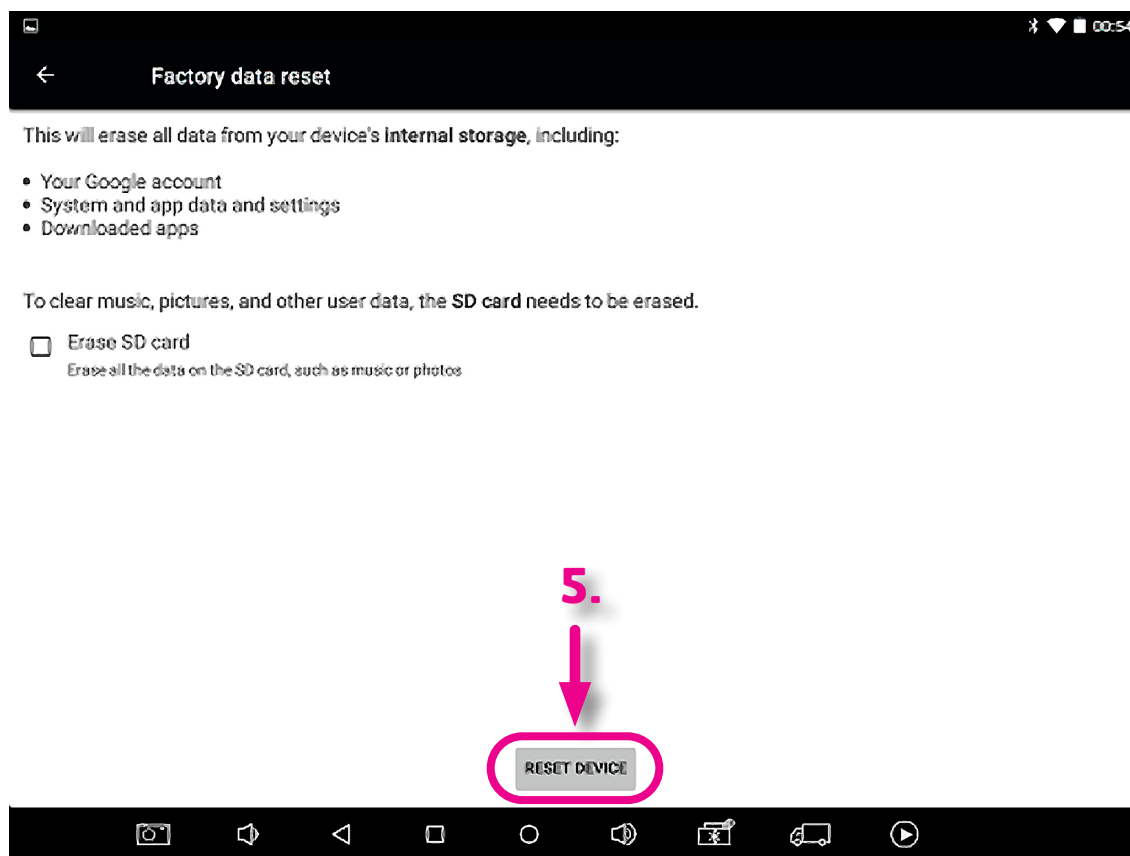 00:54
Factory data reset
This will erase all data from your device's internal storage, including:
• Your Google account
• System and app data and settings
• Downloaded apps
To clear music, pictures, and other user data, the SD card needs to be erased.
Erase SD card
Erase all the data on the SD card, such as music or photos
5.
RESET DEVICE